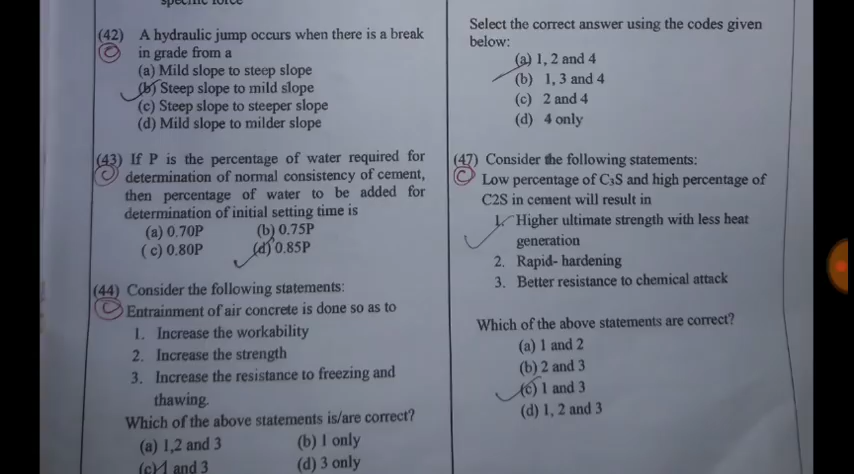 specific force
(42) A hydraulic jump occurs when there is a break
in grade from a
(a) Mild slope to steep slope
(b) Steep slope to mild slope
(c) Steep slope to steeper slope
(d) Mild slope to milder slope
(43) If P is the percentage of water required for
determination of normal consistency of cement,
then percentage of water to be added for
determination of initial setting time is
(a) 0.70P (b) 0.75P
( c) 0.80P (d) 0.85P
(44) Consider the following statements:
Entrainment of air concrete is done so as to
1. Increase the workability
2. Increase the strength
3. Increase the resistance to freezing and
thawing.
Which of the above statements is/are correct?
(a) 1,2 and 3 (b) 1 only
(c) 1 and 3 (d) 3 only
Select the correct answer using the codes given
below:
(a) 1, 2 and 4
(b) 1, 3 and 4
(c) 2 and 4
(d) 4 only
(47) Consider the following statements:
Low percentage of C₃S and high percentage of
C2S in cement will result in
1. Higher ultimate strength with less heat
generation
2. Rapid- hardening
3. Better resistance to chemical attack
Which of the above statements are correct?
(a) 1 and 2
(b) 2 and 3
(c) 1 and 3
(d) 1, 2 and 3